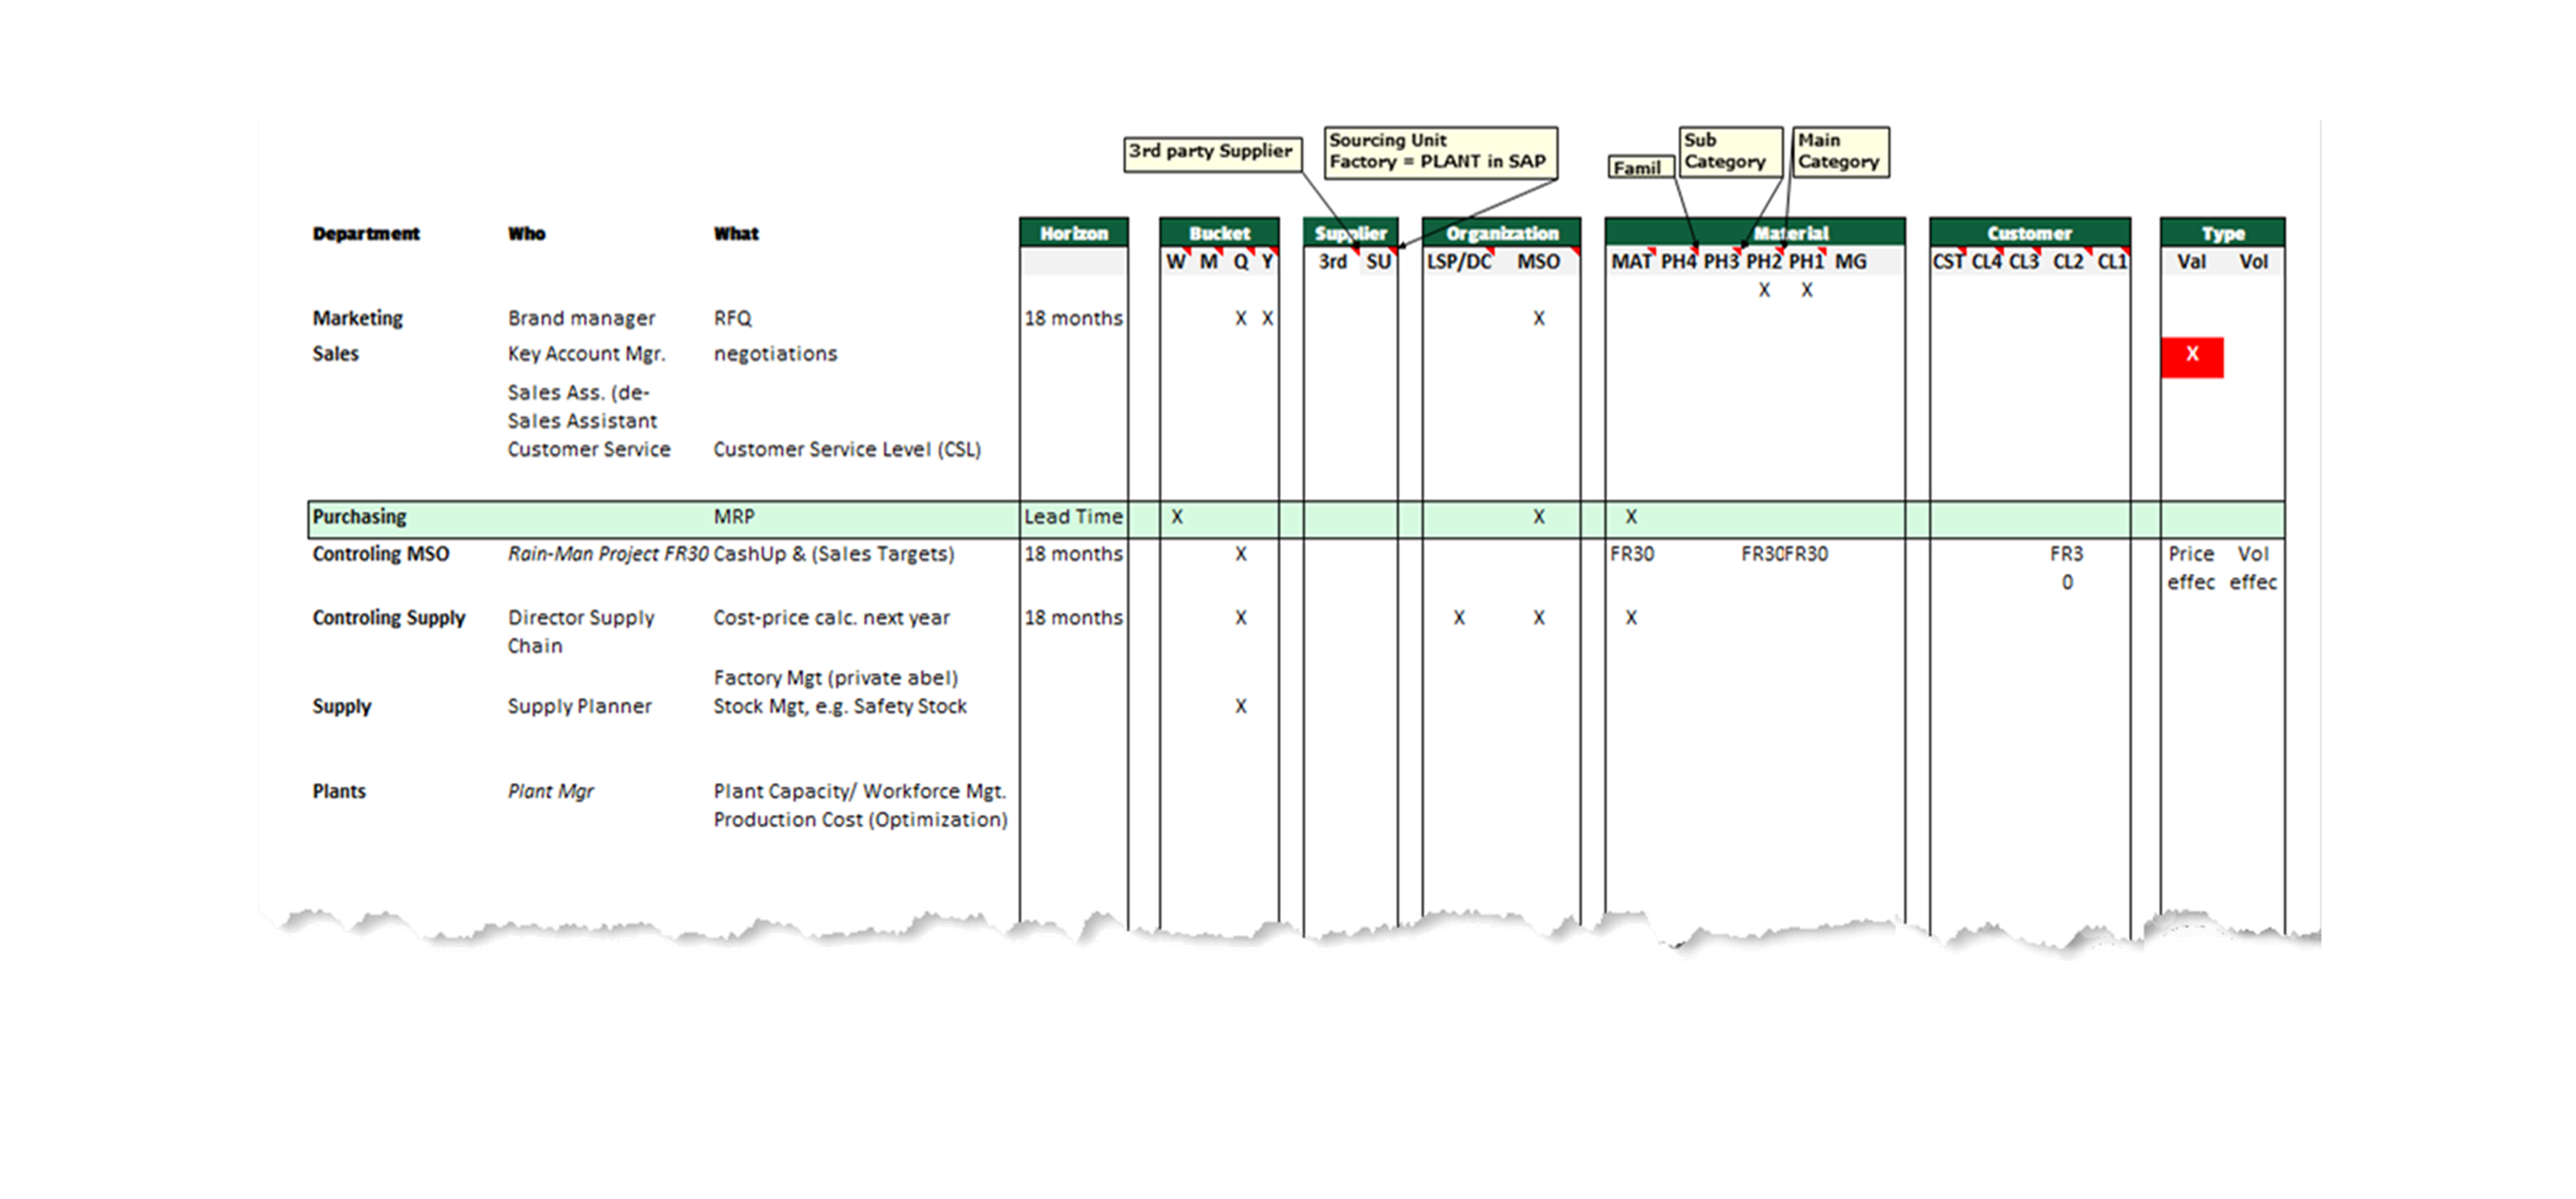 3rd party Supplier
Sourcing Unit
Factory = PLANT in SAP
Famil
Sub
Category
Main
Category
Department Who What Horizon Bucket Supplier Organization Material Customer Type
W M Q Y 3rd SU LSP/DC MSO MAT PH4 PH3 PH2 PH1 MG CST CL4 CL3 CL2 CL1 Val Vol
X X
Marketing Brand manager RFQ 18 months X X X
Sales Key Account Mgr. negotiations X
Sales Ass. (de-
Sales Assistant
Customer Service Customer Service Level (CSL)
Purchasing MRP Lead Time X X X
Controling MSO Rain-Man Project FR30 CashUp & (Sales Targets) 18 months X FR30 FR30 FR30 FR3 Price Vol
0 effec effec
Controling Supply Director Supply Cost-price calc. next year 18 months X X X X
Chain
Factory Mgt (private abel)
Supply Supply Planner Stock Mgt, e.g. Safety Stock X
Plants Plant Mgr Plant Capacity/ Workforce Mgt.
Production Cost (Optimization)